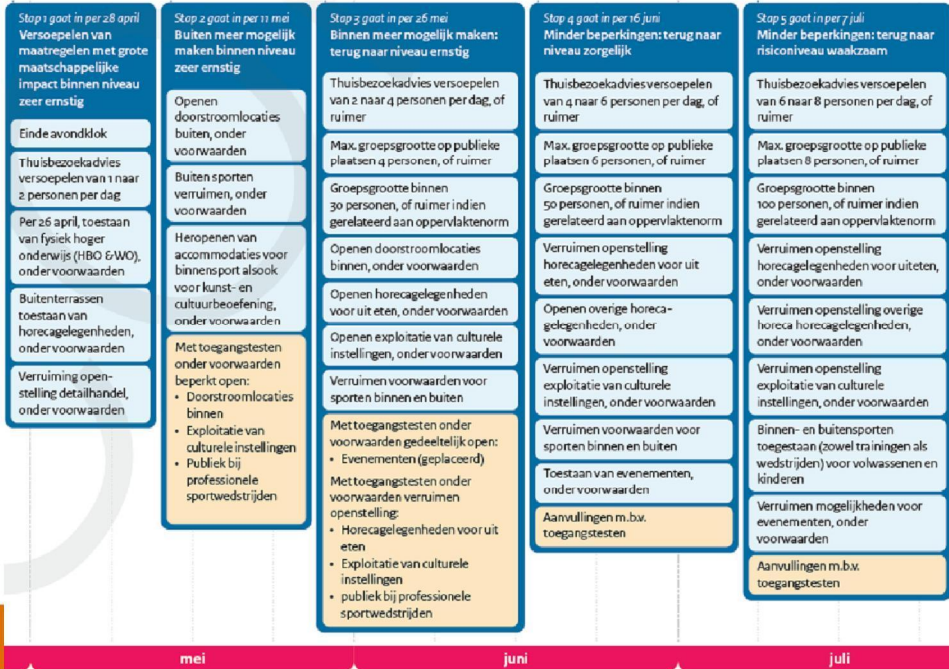 Stap 1 gaat in per 28 april
Versoepelen van
maatregelen met grote
maatschappelijke
impact binnen niveau
zeer ernstig
Einde avondklok
Thuisbezoekadvies
versoepelen van 1 naar
2 personen per dag
Per 26 april, toestaan
van fysiek hoger
onderwijs (HBO & WO),
onder voorwaarden
Buitenterrassen
toestaan van
horecagelegenheden,
onder voorwaarden
Verruiming open-
stelling detailhandel,
onder voorwaarden
Stap 2 gaat in per 11 mei
Buiten meer mogelijk
maken binnen niveau
zeer ernstig
Openen
doorstroomlocaties
buiten, onder
voorwaarden
Buiten sporten
verruimen, onder
voorwaarden
Heropenen van
accommodaties voor
binnensport alsook
voor kunst- en
cultuurbeoefening,
onder voorwaarden
Met toegangstesten
onder voorwaarden
beperkt open:
• Doorstroomlocaties
binnen
• Exploitatie van
culturele instellingen
• Publiek bij
professionele
sportwedstrijden
Stap 3 gaat in per 26 mei
Binnen meer mogelijk maken:
terug naar niveau ernstig
Thuisbezoekadvies versoepelen
van 2 naar 4 personen per dag, of
ruimer
Max. groepsgrootte op publieke
plaatsen 4 personen, of ruimer
Groepsgrootte binnen
30 personen, of ruimer indien
gerelateerd aan oppervlaktenorm
Openen doorstroomlocaties
binnen, onder voorwaarden
Openen horecagelegenheden
voor uit eten, onder voorwaarden
Openen exploitatie van culturele
instellingen, onder voorwaarden
Verruimen voorwaarden voor
sporten binnen en buiten
Met toegangstesten onder
voorwaarden gedeeltelijk open:
• Evenementen (geplaceerd)
Met toegangstesten onder
voorwaarden verruimen
openstelling:
• Horecagelegenheden voor uit
eten
• Exploitatie van culturele
instellingen
• publiek bij professionele
sportwedstrijden
Stap 4 gaat in per 16 juni
Minder beperkingen: terug naar
niveau zorgelijk
Thuisbezoekadvies versoepelen
van 4 naar 6 personen per dag, of
ruimer
Max. groepsgrootte op publieke
plaatsen 6 personen, of ruimer
Groepsgrootte binnen
50 personen, of ruimer indien
gerelateerd aan oppervlaktenorm
Verruimen openstelling
horecagelegenheden voor uit
eten, onder voorwaarden
Openen overige horeca-
gelegenheden, onder
voorwaarden
Verruimen openstelling
exploitatie van culturele
instellingen, onder voorwaarden
Verruimen voorwaarden voor
sporten binnen en buiten
Toestaan van evenementen,
onder voorwaarden
Aanvullingen m.b.v.
toegangstesten
Stap 5 gaat in per 7 juli
Minder beperkingen: terug naar
risiconiveau waakzaam
Thuisbezoekadvies versoepelen
van 6 naar 8 personen per dag, of
ruimer
Max. groepsgrootte op publieke
plaatsen 8 personen, of ruimer
Groepsgrootte binnen
100 personen, of ruimer indien
gerelateerd aan oppervlaktenorm
Verruimen openstelling
horecagelegenheden voor uiteten,
onder voorwaarden
Verruimen openstelling overige
horeca horecagelegenheden,
onder voorwaarden
Verruimen openstelling
exploitatie van culturele
instellingen, onder voorwaarden
Binnen- en buitensporten
toegestaan (zowel trainingen als
wedstrijden) voor volwassenen en
kinderen
Verruimen mogelijkheden voor
evenementen, onder
voorwaarden
Aanvullingen m.b.v.
toegangstesten
mei
juni
juli